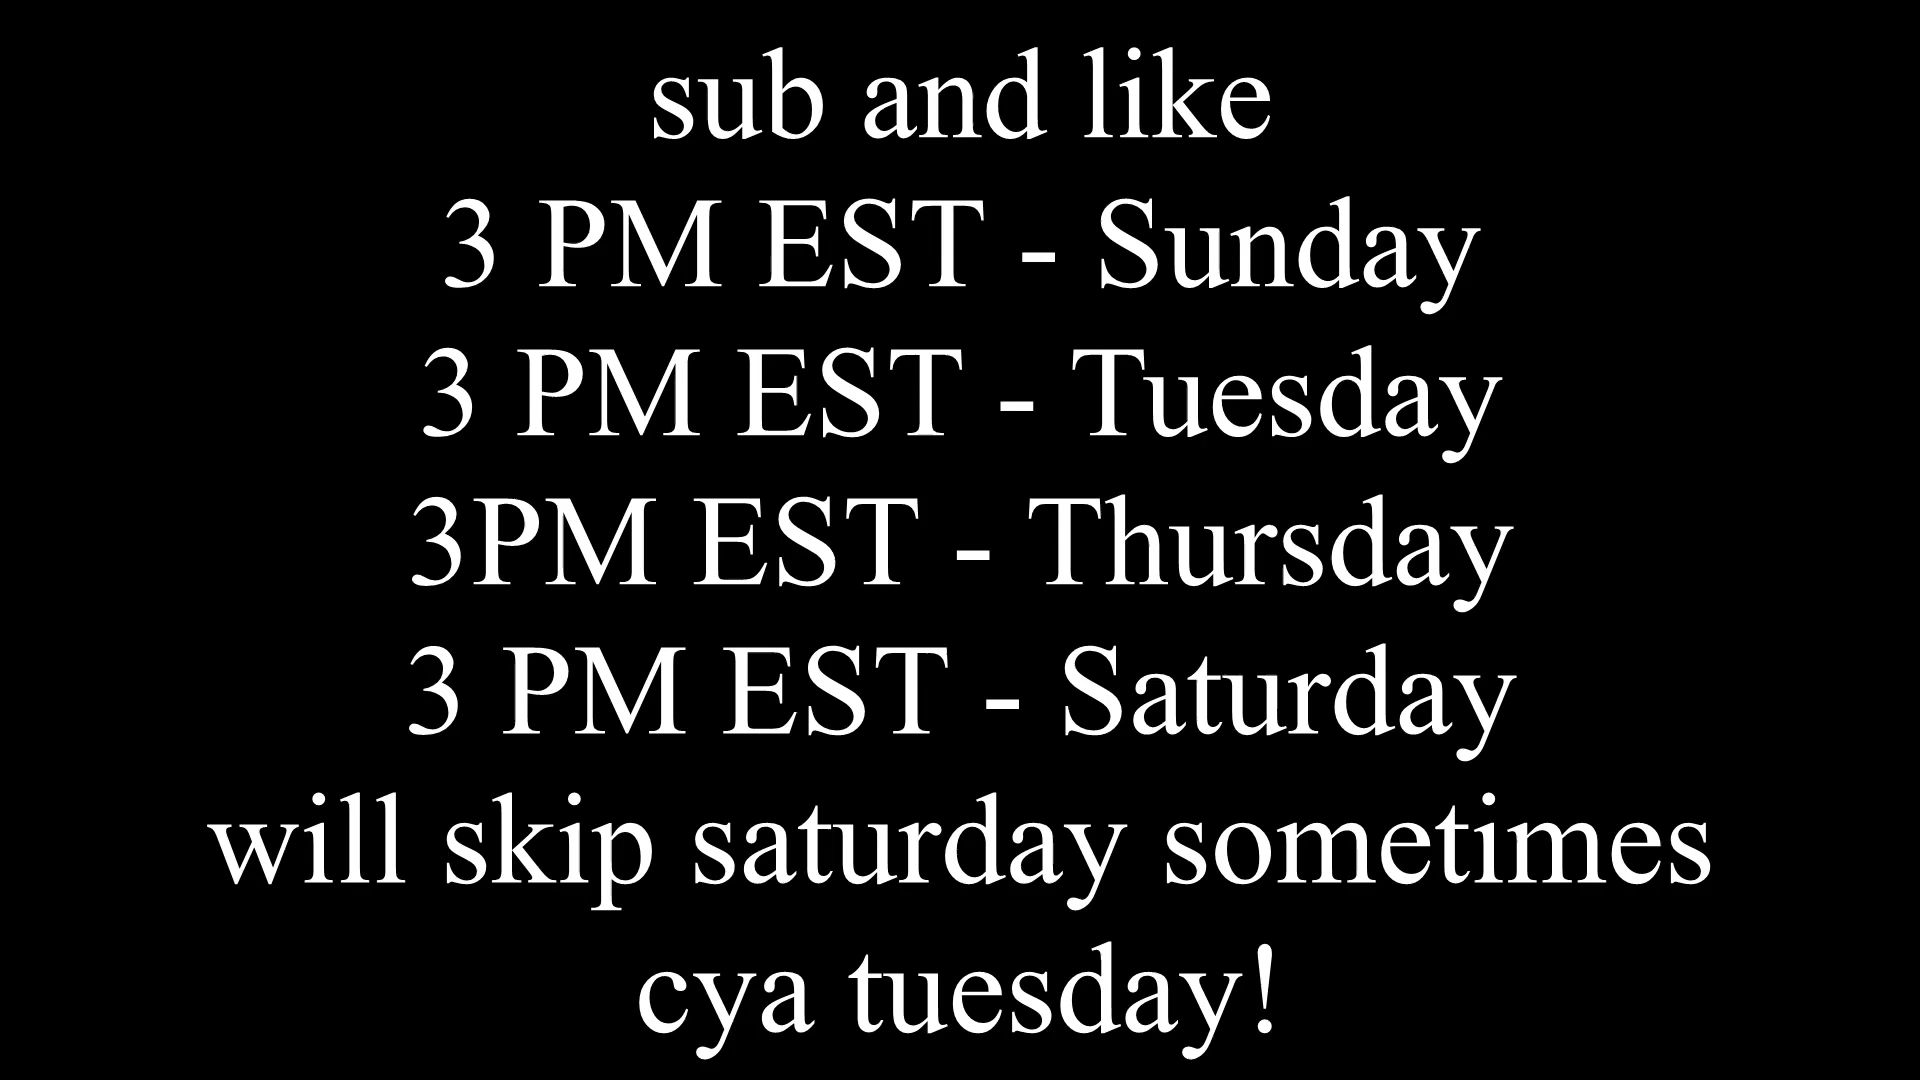 sub and like
3 PM EST - Sunday
3 PM EST - Tuesday
3PM EST - Thursday
3 PM EST - Saturday
will skip saturday sometimes
cya tuesday!